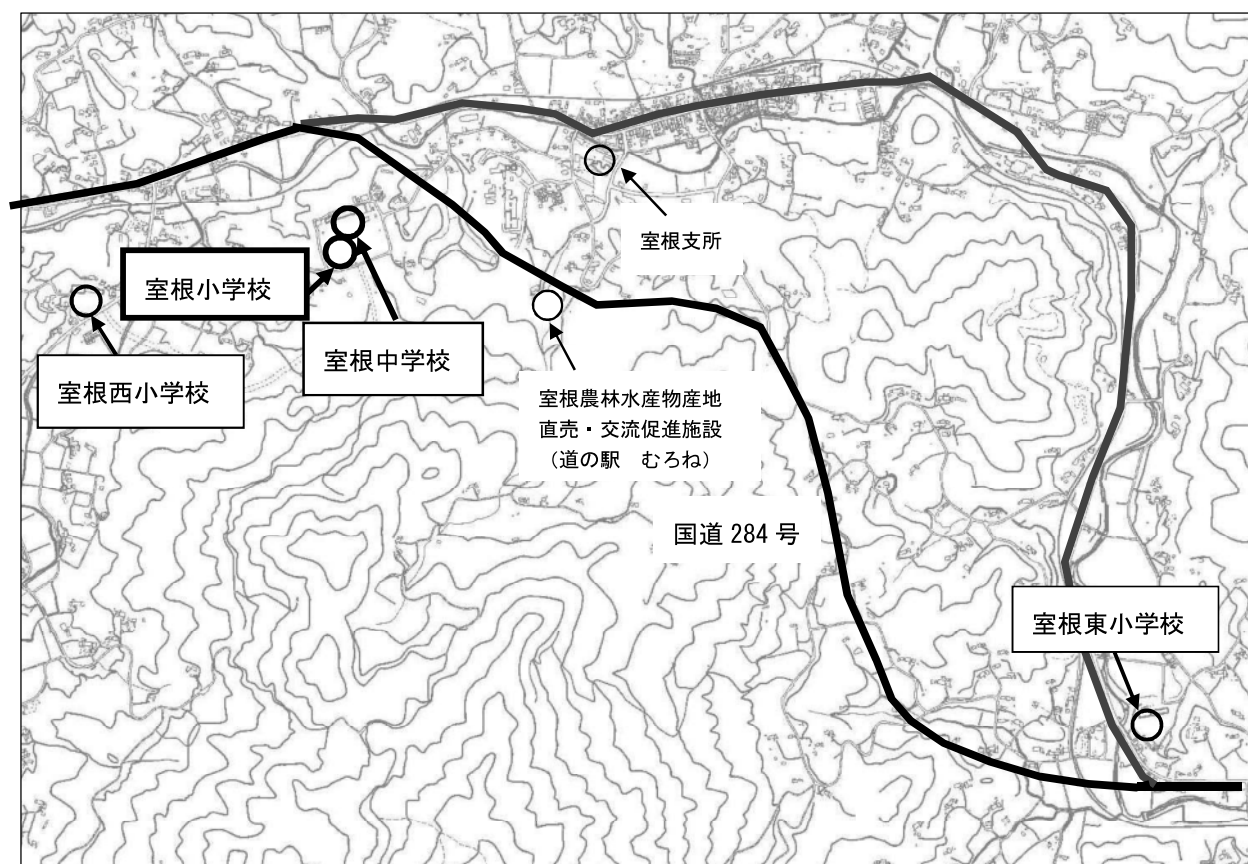 室根支所
室根小学校
室根中学校
室根西小学校
室根農林水産物産地
直売・交流促進施設
（道の駅　むろね）
国道 284 号
室根東小学校